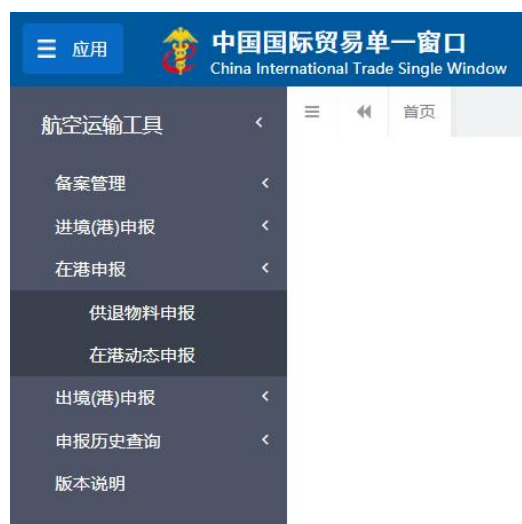 应用
中国国际贸易单一窗口
China International Trade Single Window
航空运输工具
首页
备案管理
进境(港)申报
在港申报
供退物料申报
在港动态申报
出境(港)申报
申报历史查询
版本说明